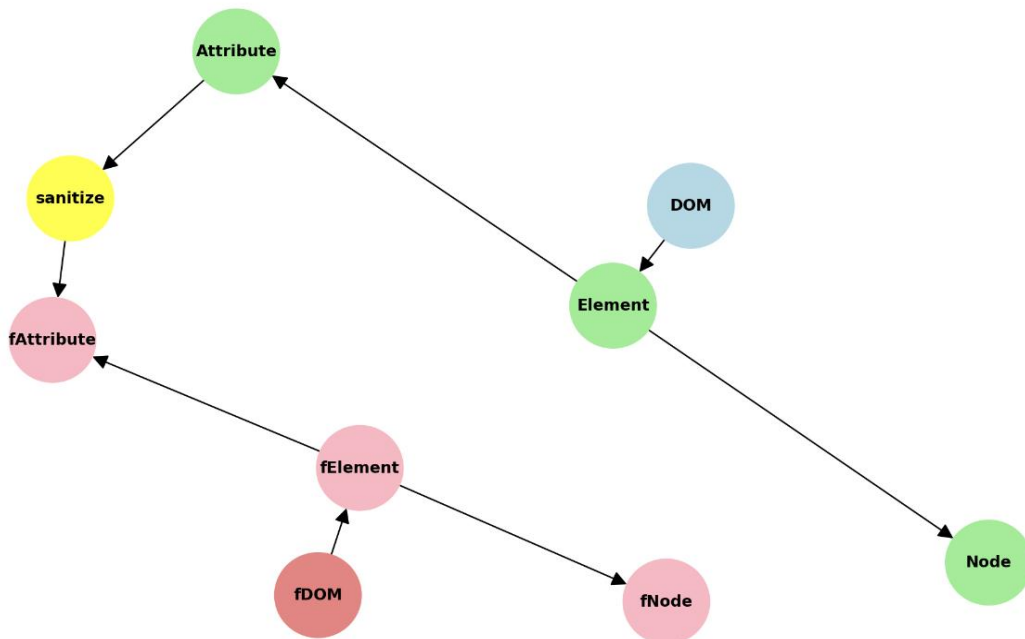 Attribute
sanitize
DOM
Element
fAttribute
fElement
Node
fDOM
fNode